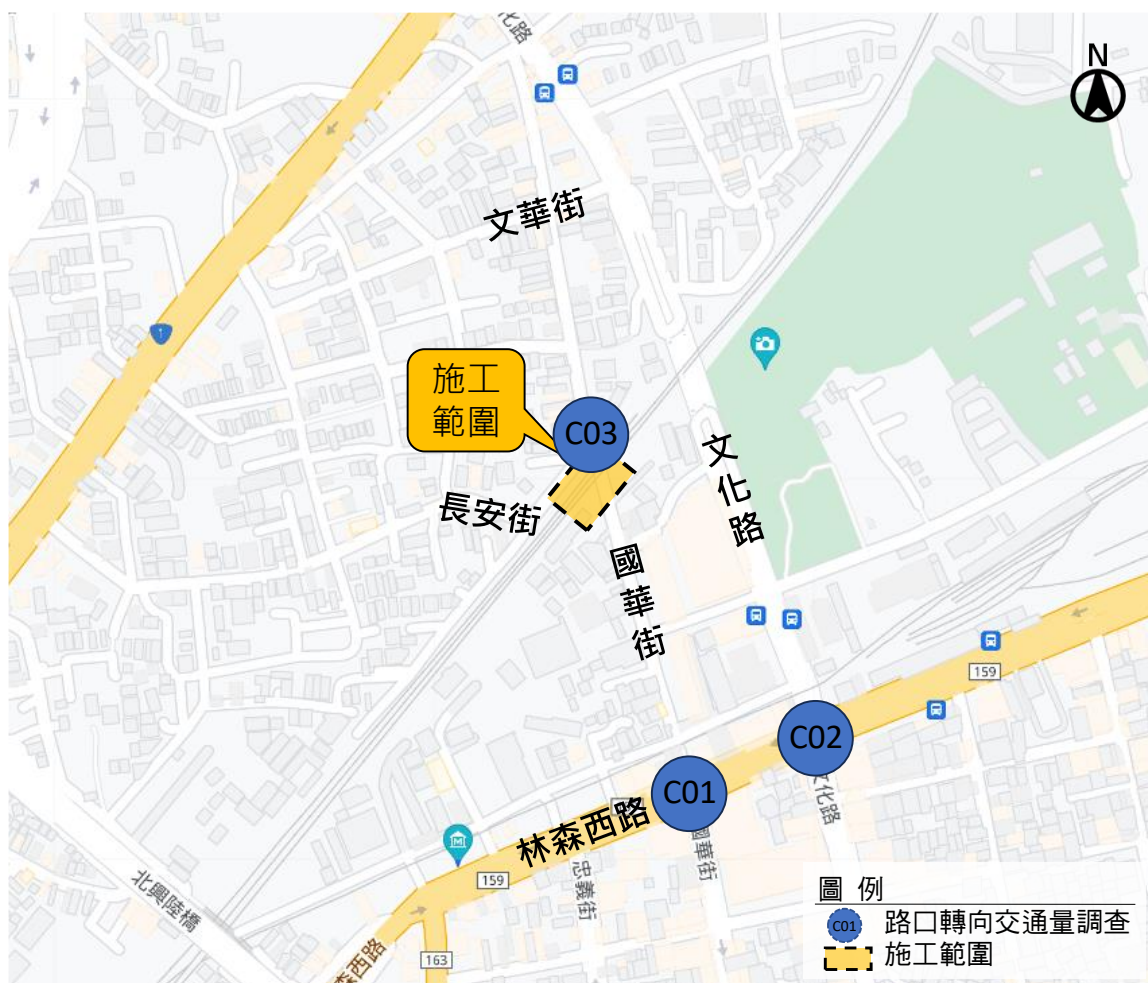 文化路
N
文華街
1
施工
範圍
C03
長安街
文化路
國華街
159
C02
C01
文化路
林森西路
國華街
忠義街
159
北興陸橋
163
森西路
圖 例
C01 路口轉向交通量調查
施工範圍